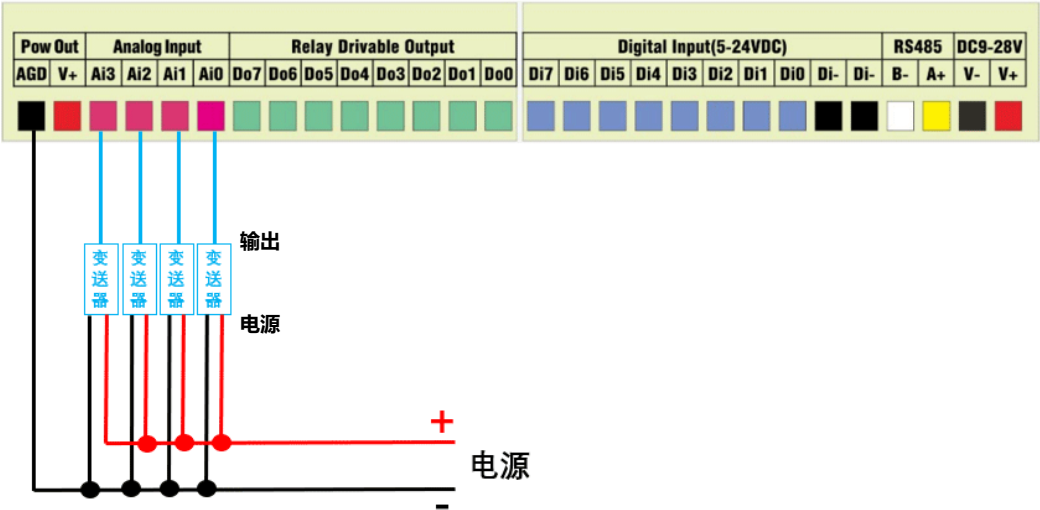 Pow Out Analog Input Relay Drivable Output Digital Input(5-24VDC) RS485 DC9-28V
AGD V+ Ai3 Ai2 Ai1 Ai0 Do7 Do6 Do5 Do4 Do3 Do2 Do1 Do0 Di7 Di6 Di5 Di4 Di3 Di2 Di1 Di0 Di- Di- B- A+ V- V+
输出
变送器 变送器 变送器 变送器
电源
+
电源
-